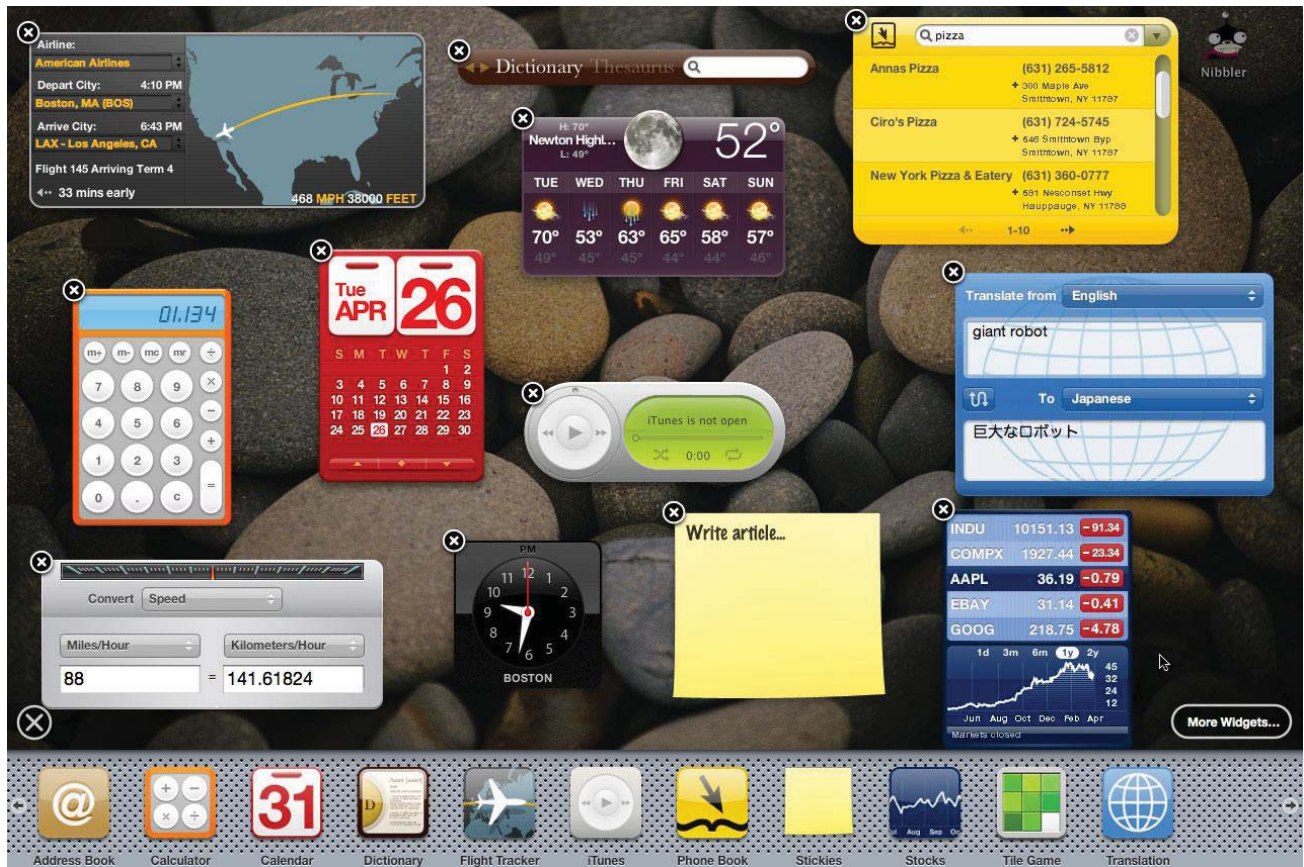 Airline:
American Airlines
Depart City: 4:10 PM
Boston, MA (BOS)
Arrive City: 6:43 PM
LAX - Los Angeles, CA
Flight 145 Arriving Term 4
33 mins early
468 MPH 38000 FEET
Dictionary Thesaurus
pizza
Annas Pizza (631) 265-5812
300 Maple Ave
Smithtown, NY 11787
Ciro's Pizza (631) 724-5745
646 Smithtown Byp
Smithtown, NY 11787
New York Pizza & Eatery (631) 360-0777
691 Nesconset Hwy
Hauppauge, NY 11788
1-10
Nibbler
H: 70°
Newton Highl...
L: 49°
52°
TUE WED THU FRI SAT SUN
70° 53° 63° 65° 58° 57°
49° 45° 45° 44° 44° 46°
01.134
m+ m- mc mr ÷
7 8 9 ×
4 5 6 −
1 2 3 +
0 . c =
Tue
APR 26
S M T W T F S
1 2
3 4 5 6 7 8 9
10 11 12 13 14 15 16
17 18 19 20 21 22 23
24 25 26 27 28 29 30
iTunes is not open
0:00
Translate from English
giant robot
To Japanese
巨大なロボット
Convert Speed
Miles/Hour Kilometers/Hour
88 = 141.61824
PM
12 1 2 3 4 5 6 7 8 9 10 11
BOSTON
Write article...
INDU 10151.13 -91.34
COMPX 1927.44 -23.34
AAPL 36.19 -0.79
EBAY 31.14 -0.41
GOOG 218.75 -4.78
1d 3m 6m 1y 2y
45
32
24
12
Jun Aug Oct Dec Feb Apr
Markets closed
More Widgets...
@
+ −
× ÷
31
D
Jul Aug Sep
Address Book Calculator Calendar Dictionary Flight Tracker iTunes Phone Book Stickies Stocks Tile Game Translation